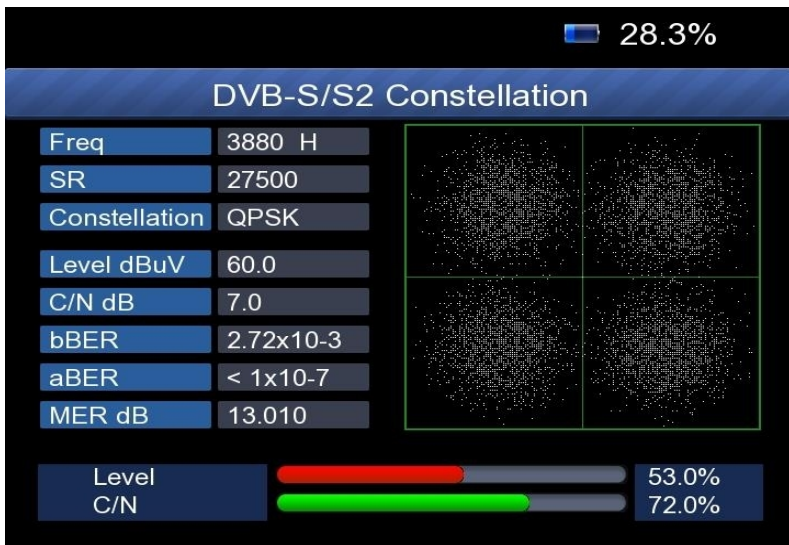 28.3%
DVB-S/S2 Constellation
Freq 3880 H
SR 27500
Constellation QPSK
Level dBuV 60.0
C/N dB 7.0
bBER 2.72x10-3
aBER < 1x10-7
MER dB 13.010
Level 53.0%
C/N 72.0%